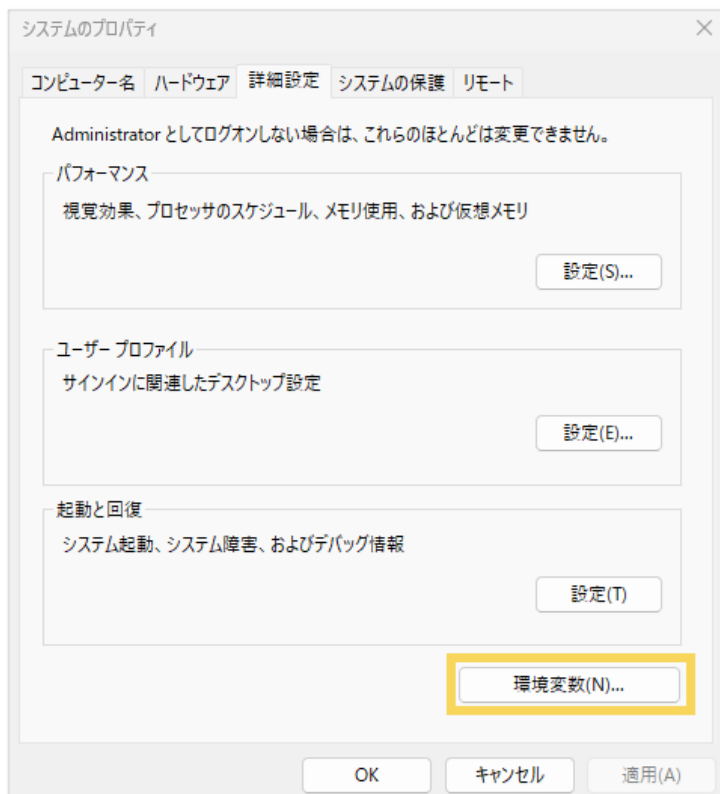 システムのプロパティ
コンピューター名 ハードウェア 詳細設定 システムの保護 リモート
Administrator としてログオンしない場合は、これらのほとんどは変更できません。
パフォーマンス
視覚効果、プロセッサのスケジュール、メモリ使用、および仮想メモリ
設定(S)...
ユーザー プロファイル
サインインに関連したデスクトップ設定
設定(E)...
起動と回復
システム起動、システム障害、およびデバッグ情報
設定(T)
環境変数(N)...
OK キャンセル 適用(A)